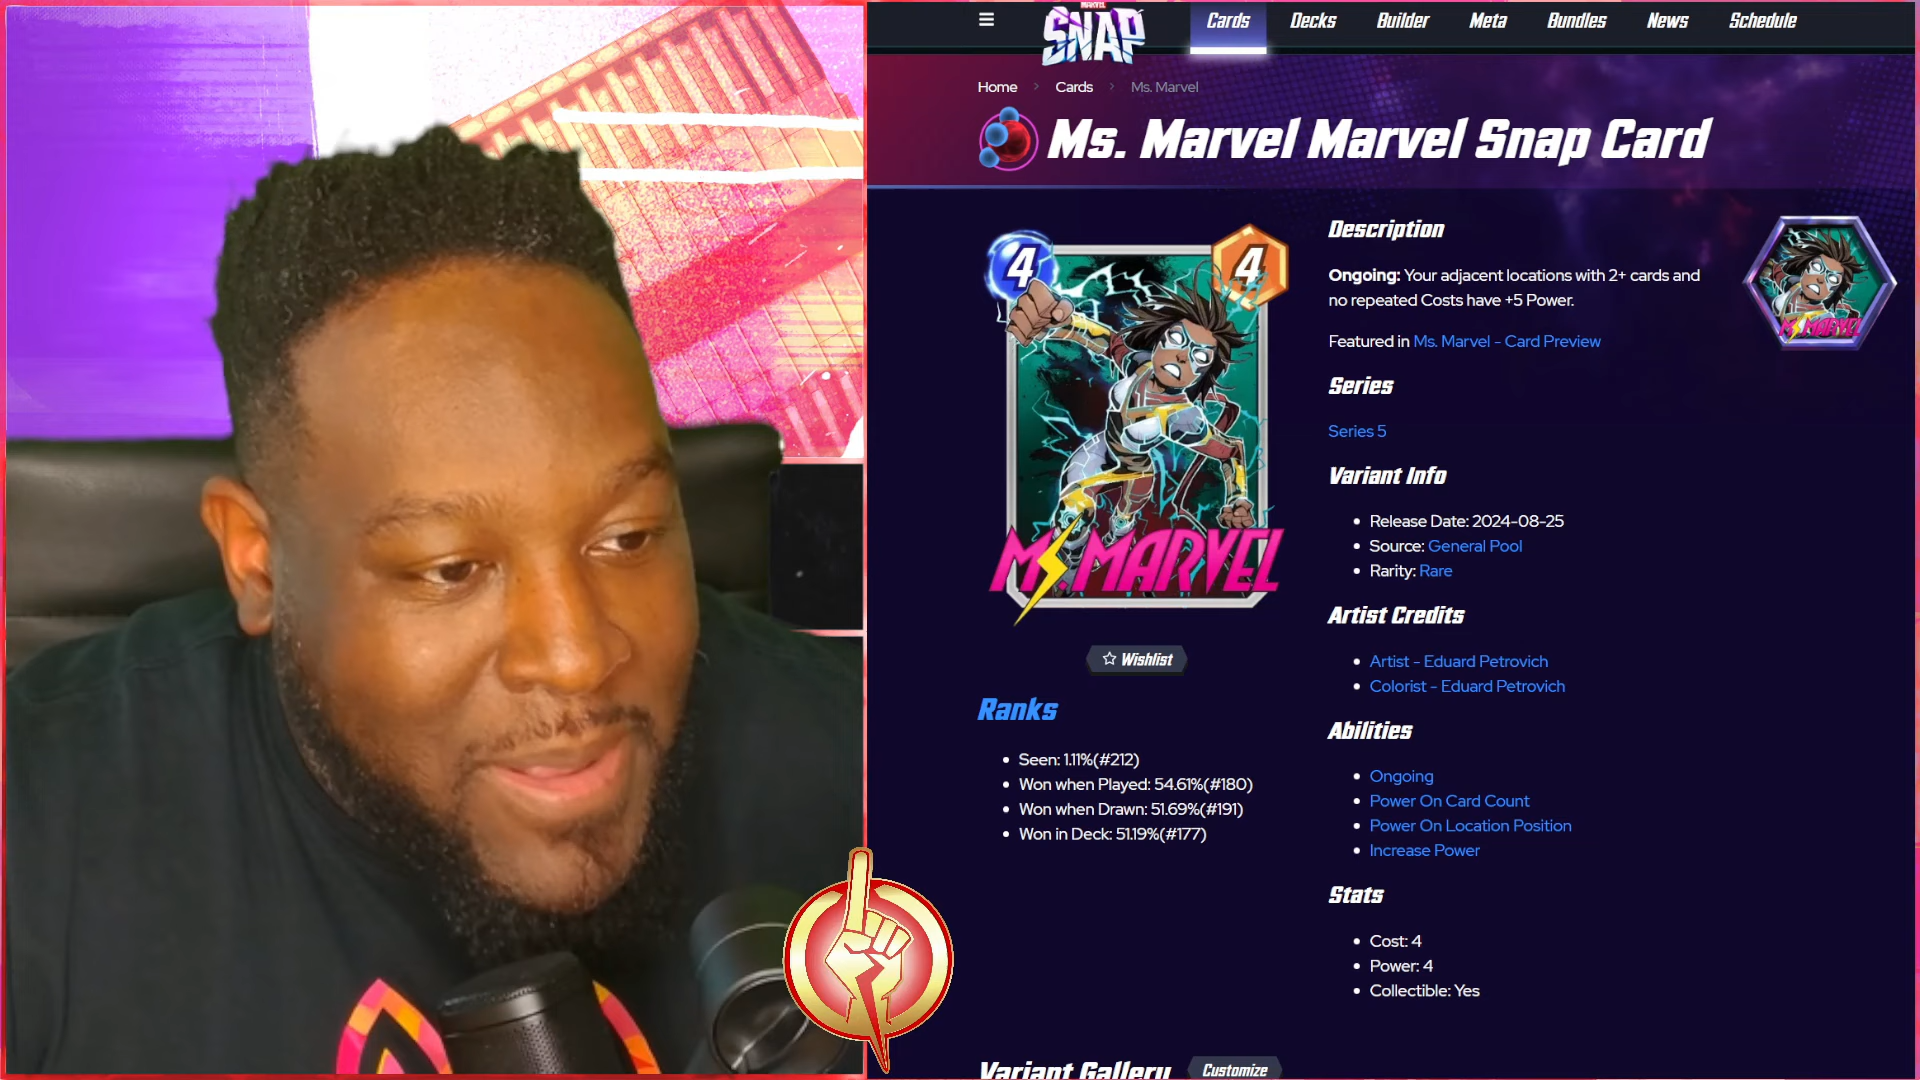 MARVEL
SNAP
Cards
Decks
Builder
Meta
Bundles
News
Schedule
Home > Cards > Ms. Marvel
Ms. Marvel Marvel Snap Card
4
4
MS. MARVEL
Wishlist
Ranks
Seen: 1.11%(#212)
Won when Played: 54.61%(#180)
Won when Drawn: 51.69%(#191)
Won in Deck: 51.19%(#177)
Description
Ongoing: Your adjacent locations with 2+ cards and
no repeated Costs have +5 Power.
Featured in Ms. Marvel - Card Preview
Series
Series 5
Variant Info
Release Date: 2024-08-25
Source: General Pool
Rarity: Rare
Artist Credits
Artist - Eduard Petrovich
Colorist - Eduard Petrovich
Abilities
Ongoing
Power On Card Count
Power On Location Position
Increase Power
Stats
Cost: 4
Power: 4
Collectible: Yes
MS. MARVEL
Variant Gallery
Customize